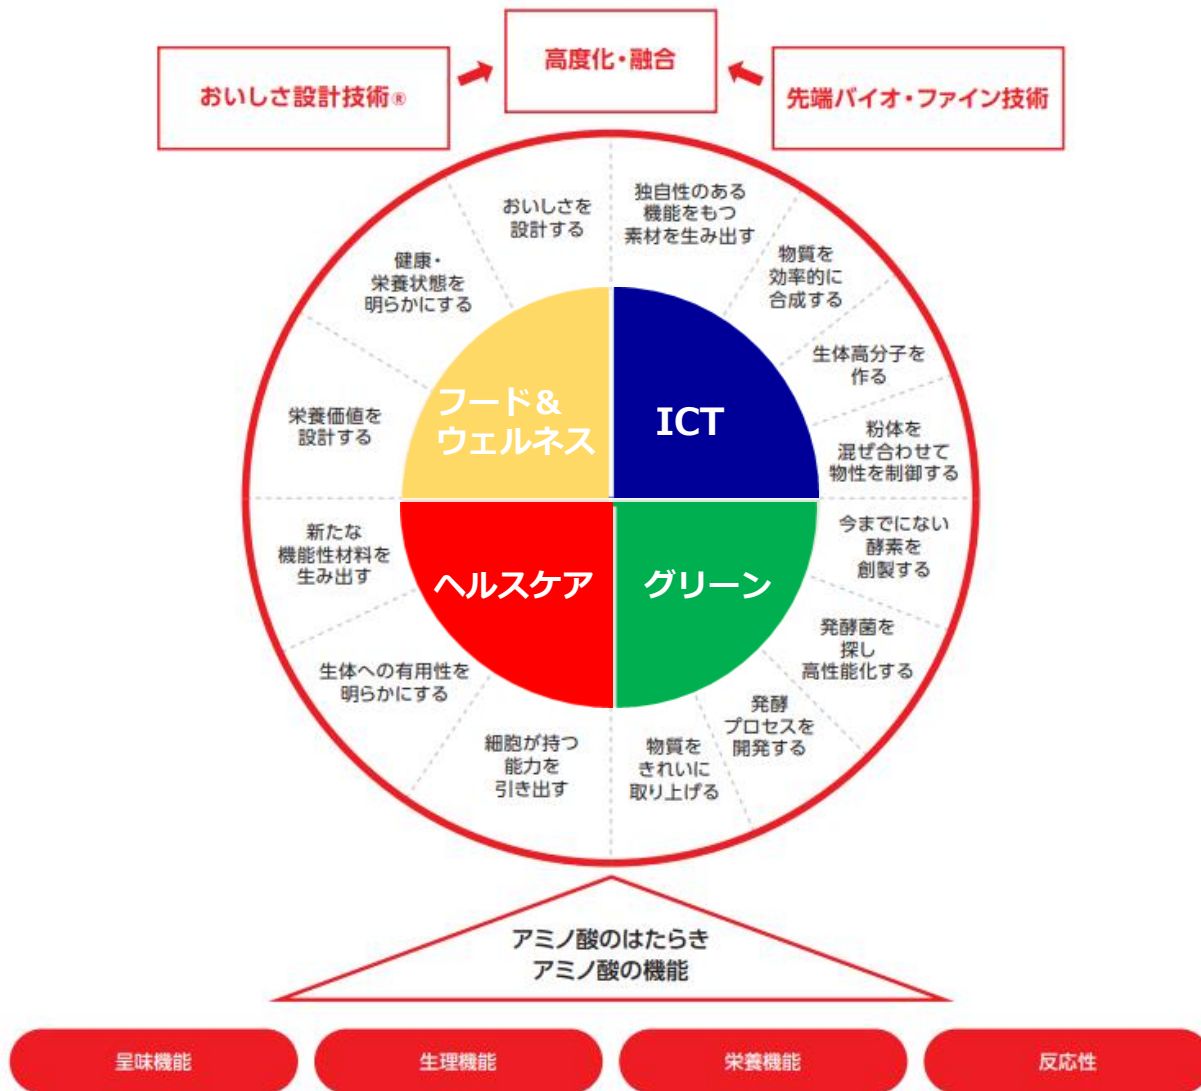 高度化・融合
おいしさ設計技術®
先端バイオ・ファイン技術
おいしさを
設計する
独自性のある
機能をもつ
素材を生み出す
物質を
効率的に
合成する
生体高分子を
作る
粉体を
混ぜ合わせて
物性を制御する
今までにない
酵素を
創製する
発酵菌を
探し
高性能化する
発酵
プロセスを
開発する
物質を
きれいに
取り上げる
細胞が持つ
能力を
引き出す
生体への有用性を
明らかにする
新たな
機能性材料を
生み出す
栄養価値を
設計する
健康・
栄養状態を
明らかにする
フード&
ウェルネス
ICT
ヘルスケア
グリーン
アミノ酸のはたらき
アミノ酸の機能
呈味機能
生理機能
栄養機能
反応性